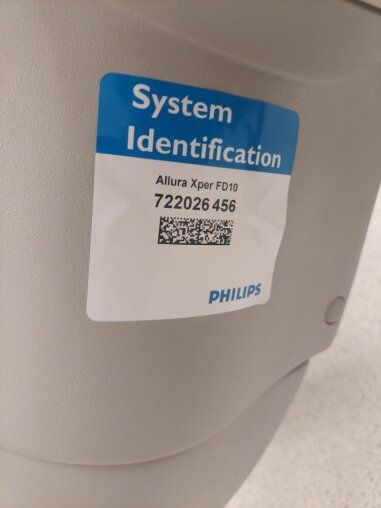 System
Identification
Allura Xper FD10
722026 456
PHILIPS